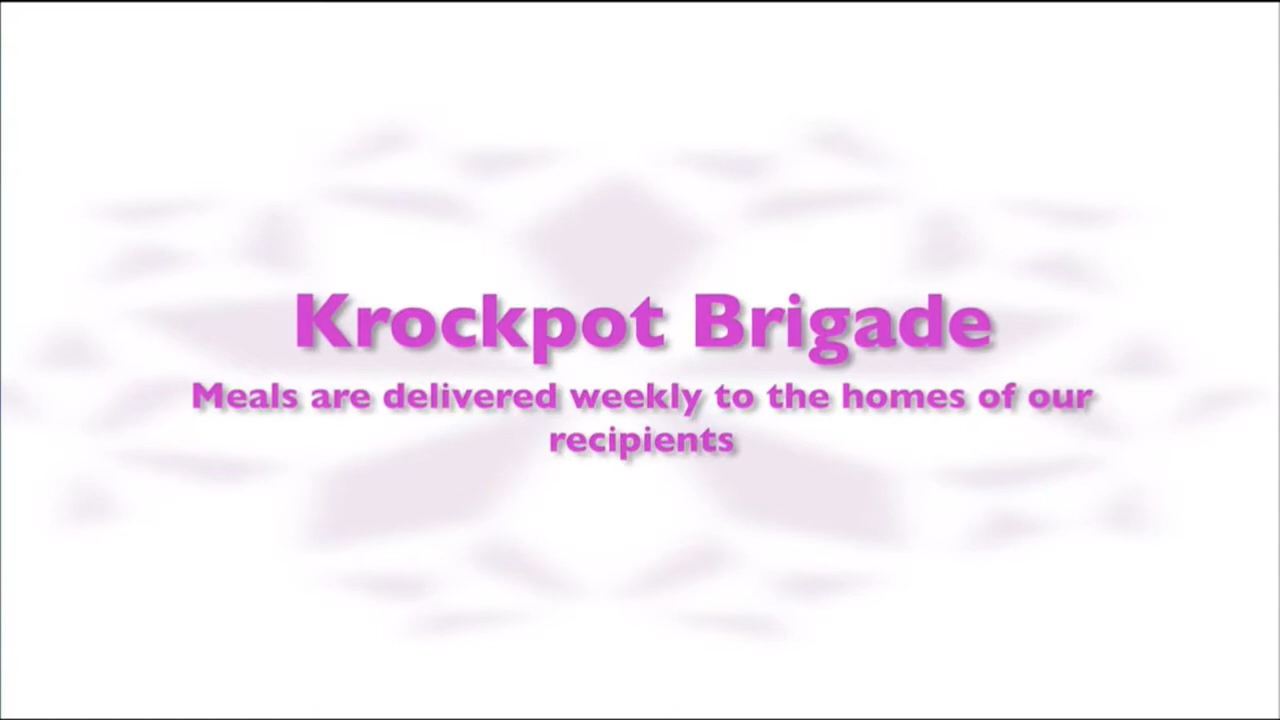 Krockpot Brigade
Meals are delivered weekly to the homes of our
recipients